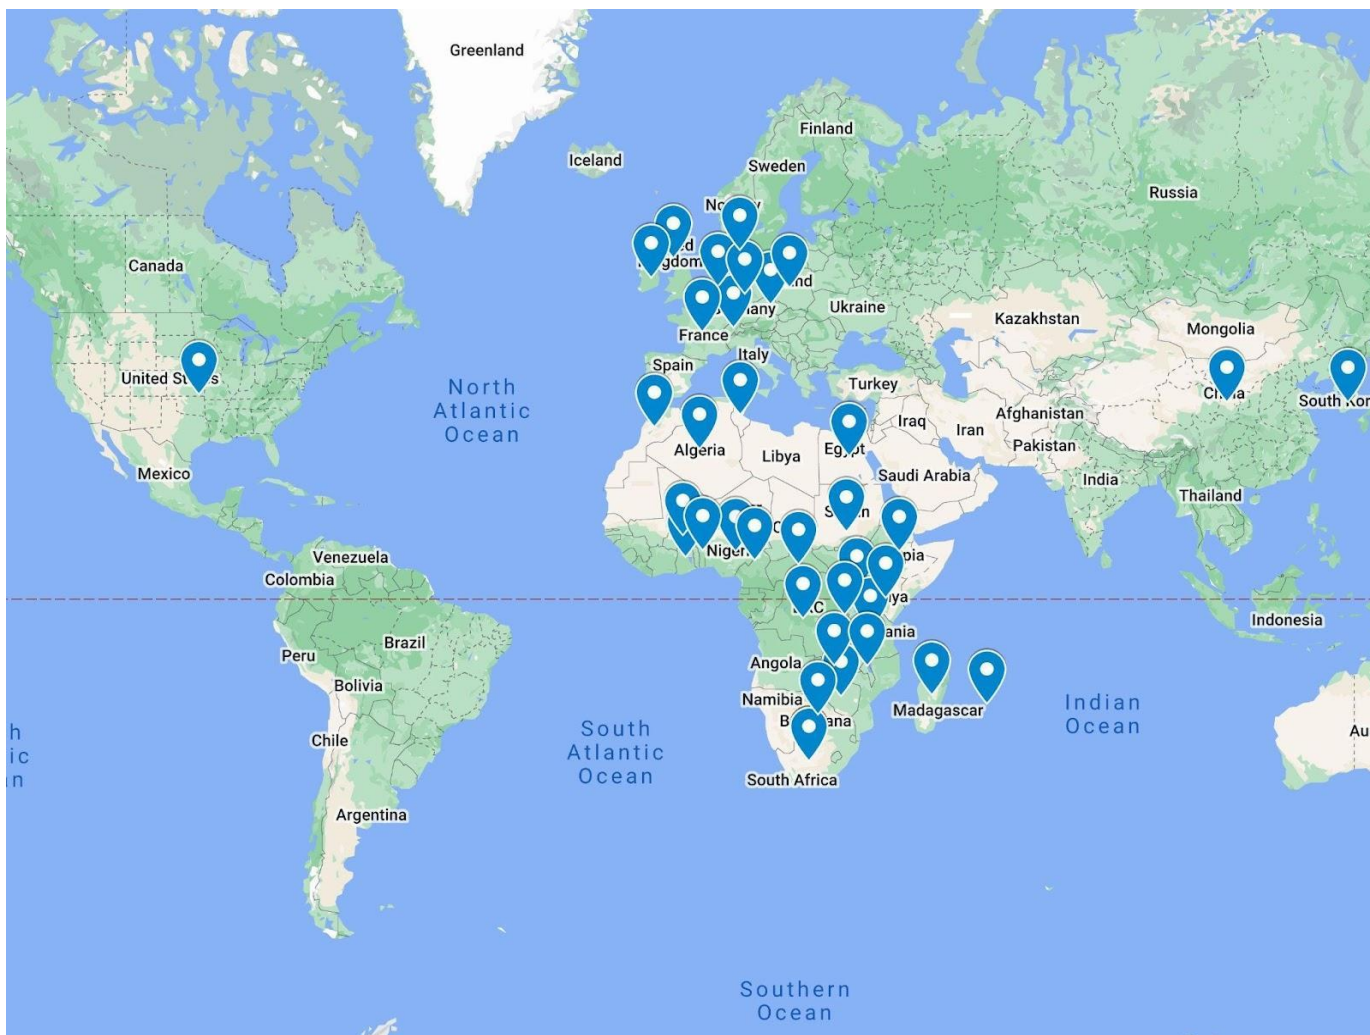 Greenland
Finland
Iceland
Sweden
Russia
Canada
Ukraine
Kazakhstan
Mongolia
France
Italy
Spain
Turkey
North
Atlantic
Ocean
Afghanistan
Iraq
Iran
Pakistan
Algeria
Libya
Egypt
Saudi Arabia
India
Mexico
Thailand
Venezuela
Colombia
Indonesia
Brazil
Peru
Angola
Bolivia
Namibia
Madagascar
Indian
Ocean
South
Atlantic
Ocean
Chile
Au
South Africa
Argentina
Southern
Ocean